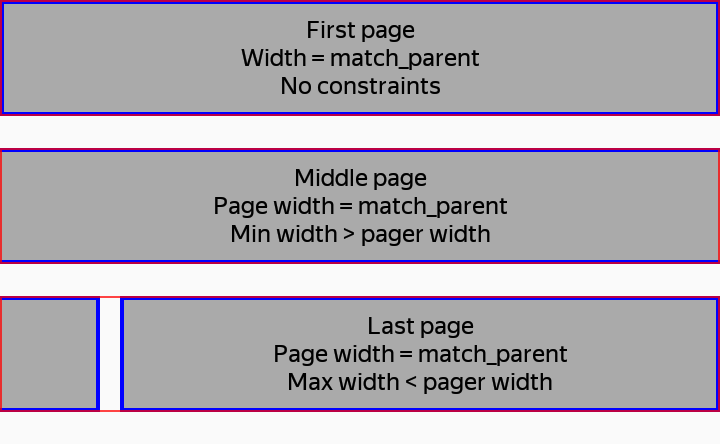 First page
Width = match_parent
No constraints
Middle page
Page width = match_parent
Min width > pager width
Last page
Page width = match_parent
Max width < pager width